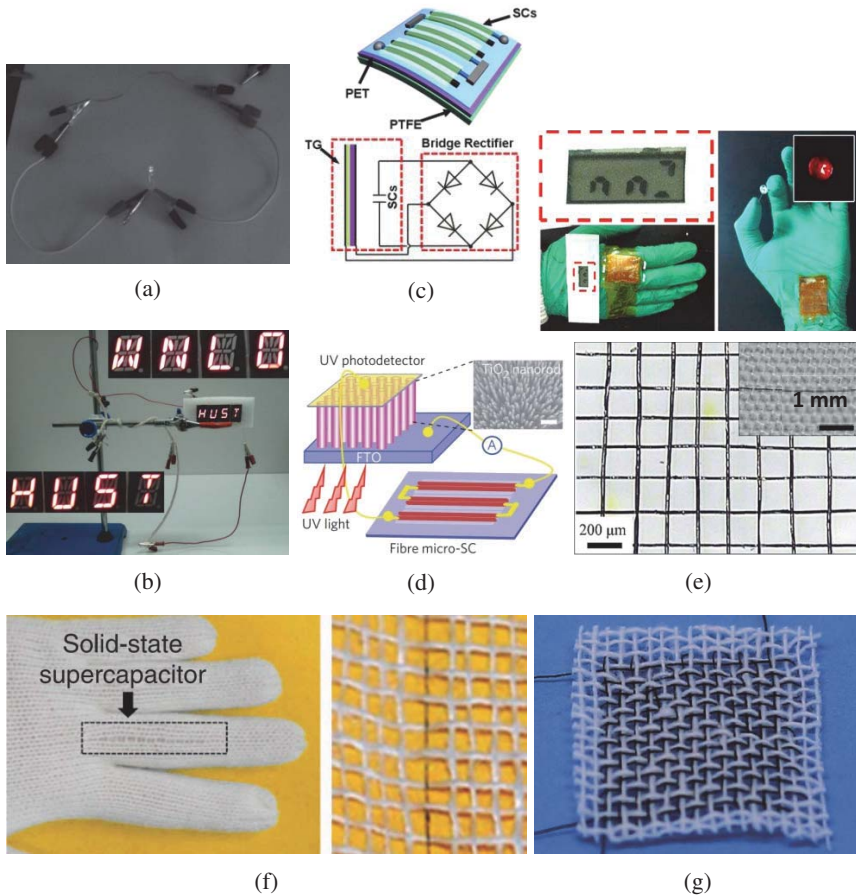 SCs
PET
PTFE
TG
Bridge Rectifier
SCs
(a)
(c)
W N L O
HUST
H U S T
(b)
UV photodetector
TiO2 nanorod
FTO
A
UV light
Fibre micro-SC
(d)
1 mm
200 μm
(e)
Solid-state
supercapacitor
(f)
(g)